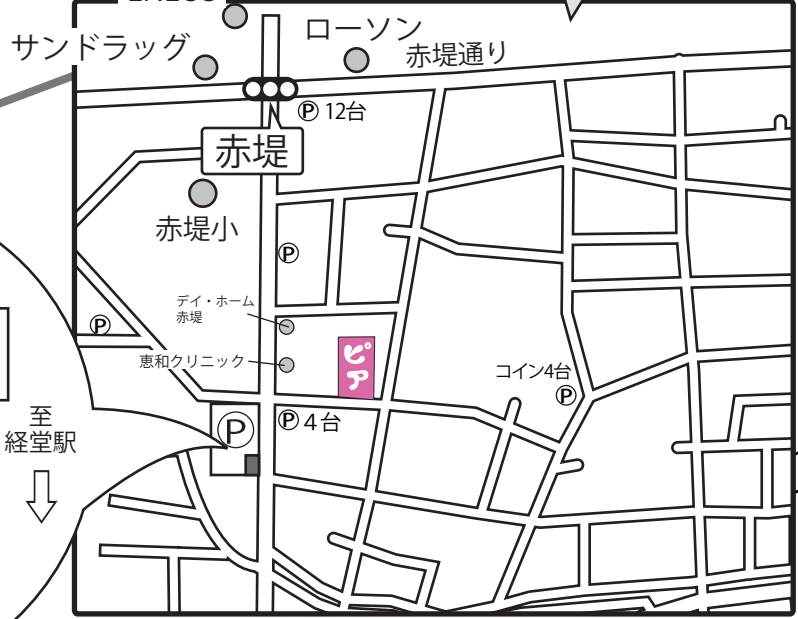 サンドラッグ
ローソン
赤堤通り
Ⓟ 12台
赤堤
赤堤小
Ⓟ
デイ・ホーム
赤堤
Ⓟ
恵和クリニック
ピア
コイン4台
Ⓟ
至
経堂駅
Ⓟ
Ⓟ 4台